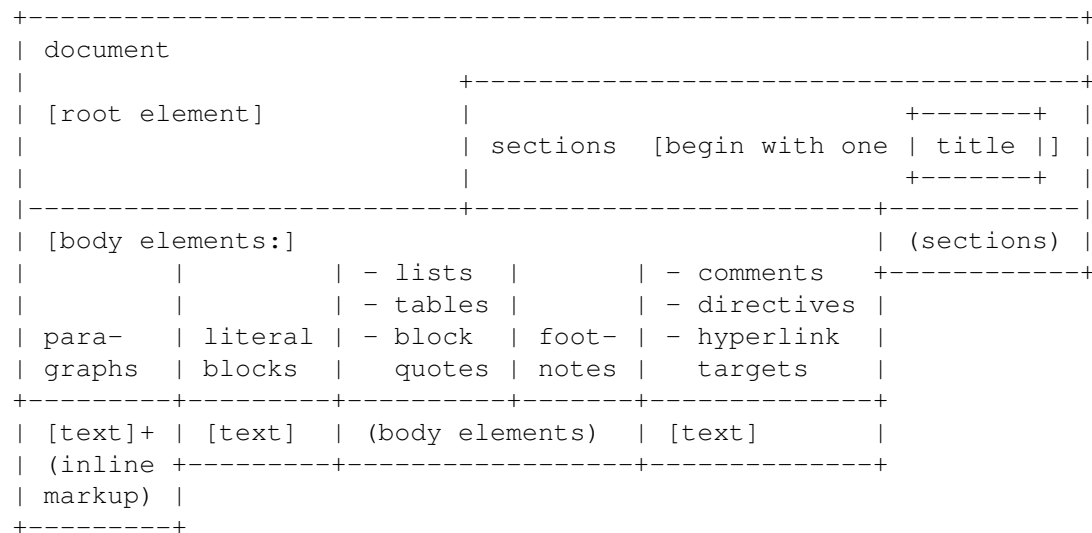 +--------------------------------------------------------------------+
| document                                                           |
|                            +---------------------------------------+
| [root element]             |                            +-------+  |
|                            | sections  [begin with one | title |] |
|                            |                            +-------+  |
|----------------------------+-------------------------+------------|
| [body elements:]                                      | (sections) |
|         |         | - lists  |       | - comments   +------------+
|         |         | - tables |       | - directives |
| para-   | literal | - block  | foot- | - hyperlink  |
| graphs  | blocks  |   quotes | notes |   targets    |
+---------+---------+----------+-------+--------------+
| [text]+ | [text]  | (body elements)  | [text]       |
| (inline +---------+------------------+--------------+
| markup) |
+---------+